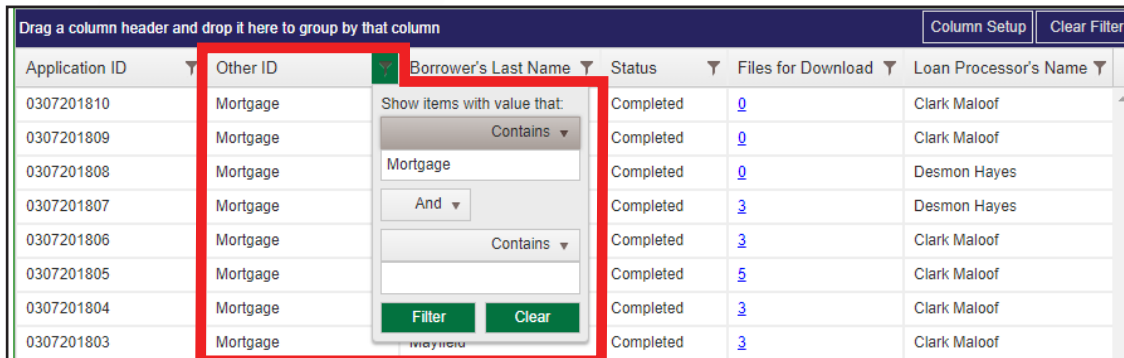 Drag a column header and drop it here to group by that column Column Setup Clear Filter
Application ID Other ID Borrower's Last Name Status Files for Download Loan Processor's Name
0307201810 Mortgage Show items with value that: Completed 0 Clark Maloof
Contains
0307201809 Mortgage Completed 0 Clark Maloof
Mortgage
0307201808 Mortgage Completed 0 Desmon Hayes
0307201807 Mortgage And Completed 3 Desmon Hayes
0307201806 Mortgage Contains Completed 3 Clark Maloof
0307201805 Mortgage Completed 5 Clark Maloof
0307201804 Mortgage Filter Clear Completed 3 Clark Maloof
0307201803 Mortgage Mayfield Completed 3 Clark Maloof